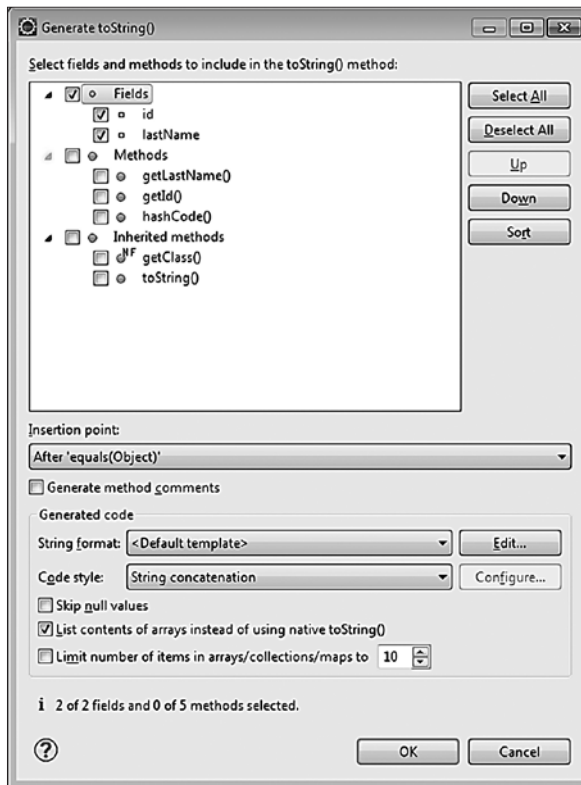 Generate toString()
Select fields and methods to include in the toString() method:
Fields
id
lastName
Methods
getLastName()
getId()
hashCode()
Inherited methods
NF getClass()
toString()
Select All
Deselect All
Up
Down
Sort
Insertion point:
After 'equals(Object)'
Generate method comments
Generated code
String format: <Default template> Edit...
Code style: String concatenation Configure...
Skip null values
List contents of arrays instead of using native toString()
Limit number of items in arrays/collections/maps to 10
i 2 of 2 fields and 0 of 5 methods selected.
? OK Cancel